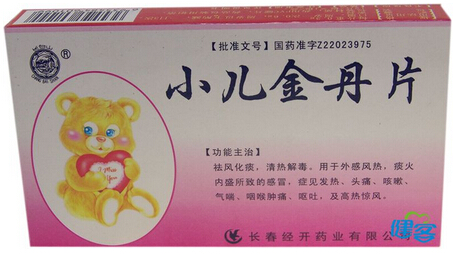 【批准文号】国药准字Z22023975
小儿金丹片
【功能主治】
祛风化痰，清热解毒。用于外感风热，痰火
内盛所致的感冒，症见发热、头痛、咳嗽、
气喘、咽喉肿痛、呕吐，及高热惊风。
I Miss You
长春经开药业有限公司
健客